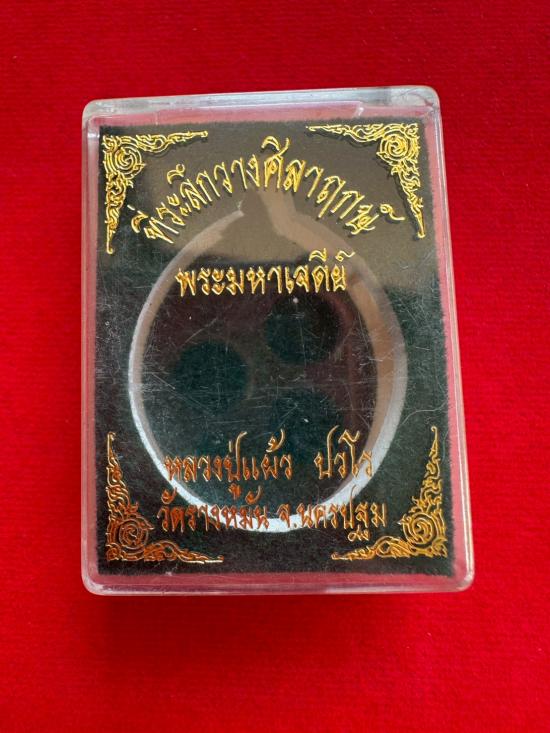 ที่ระลึกวางศิลาฤกษ์
พระมหาเจดีย์
หลวงปู่แผ้ว ปวโร
วัดรางหมัน จ.นครปฐม